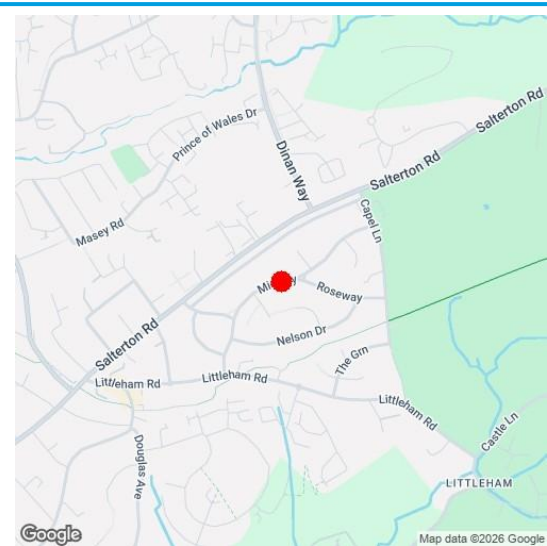 Salterton Rd
Prince of Wales Dr
Dinan Way
Salterton Rd
Capel Ln
Masey Rd
Roseway
Nelson Dr
Salterton Rd
The Grn
Littleham Rd
Littleham Rd
Littleham Rd
Castle Ln
Douglas Ave
LITTLEHAM
Google
Map data ©2026 Google